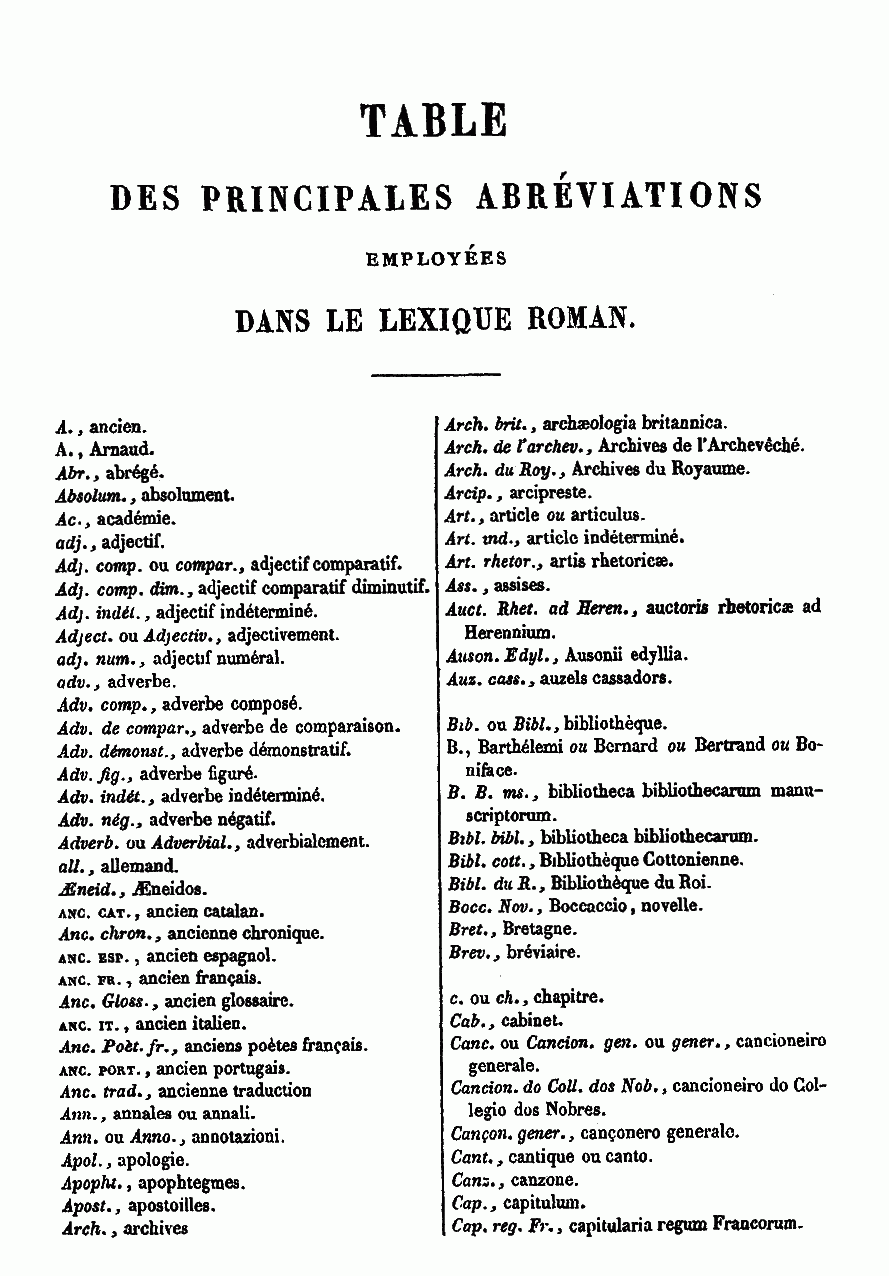 TABLE
DES PRINCIPALES ABRÉVIATIONS
EMPLOYÉES
DANS LE LEXIQUE ROMAN.
A., ancien.
A., Arnaud.
Abr., abrégé.
Absolum., absolument.
Ac., académie.
adj., adjectif.
Adj. comp. ou compar., adjectif comparatif.
Adj. comp. dim., adjectif comparatif diminutif.
Adj. indét., adjectif indéterminé.
Adject. ou Adjectiv., adjectivement.
adj. num., adjectif numéral.
adv., adverbe.
Adv. comp., adverbe composé.
Adv. de compar., adverbe de comparaison.
Adv. démonst., adverbe démonstratif.
Adv. fig., adverbe figuré.
Adv. indét., adverbe indéterminé.
Adv. nég., adverbe négatif.
Adverb. ou Adverbial., adverbialement.
all., allemand.
Æneid., Æneidos.
ANC. CAT., ancien catalan.
Anc. chron., ancienne chronique.
ANC. ESP., ancien espagnol.
ANC. FR., ancien français.
Anc. Gloss., ancien glossaire.
ANC. IT., ancien italien.
Anc. Poèt. fr., anciens poètes français.
ANC. PORT., ancien portugais.
Anc. trad., ancienne traduction
Ann., annales ou annali.
Ann. ou Anno., annotazioni.
Apol., apologie.
Apopht., apophtegmes.
Apost., apostoilles.
Arch., archives
Arch. brit., archæologia britannica.
Arch. de l'archev., Archives de l'Archevêché.
Arch. du Roy., Archives du Royaume.
Arcip., arcipreste.
Art., article ou articulus.
Art. ind., article indéterminé.
Art. rhetor., artis rhetoricæ.
Ass., assises.
Auct. Rhet. ad Heren., auctoris rhetoricæ ad
Herennium.
Auson. Edyl., Ausonii edyllia.
Auz. cass., auzels cassadors.
Bib. ou Bibl., bibliothèque.
B., Barthélemi ou Bernard ou Bertrand ou Bo-
niface.
B. B. ms., bibliotheca bibliothecarum manu-
scriptorum.
Bibl. bibl., bibliotheca bibliothecarum.
Bibl. cott., Bibliothèque Cottonienne.
Bibl. du R., Bibliothèque du Roi.
Bocc. Nov., Boccaccio, novelle.
Bret., Bretagne.
Brev., bréviaire.
c. ou ch., chapitre.
Cab., cabinet.
Canc. ou Cancion. gen. ou gener., cancioneiro
generale.
Cancion. do Coll. dos Nob., cancioneiro do Col-
legio dos Nobres.
Cançon. gener., cançonero generale.
Cant., cantique ou canto.
Canz., canzone.
Cap., capitulum.
Cap. reg. Fr., capitularia regum Francorum.